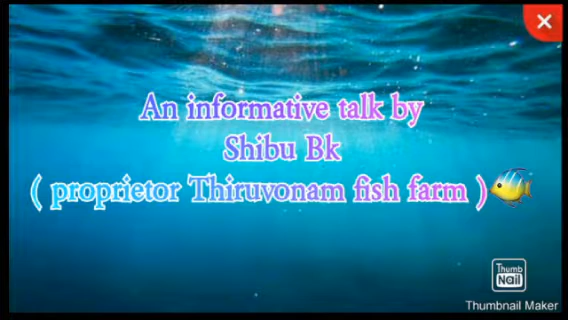 An informative talk by
Shibu Bk
( proprietor Thiruvonam fish farm )
Thumb
Nail
Thumbnail Maker